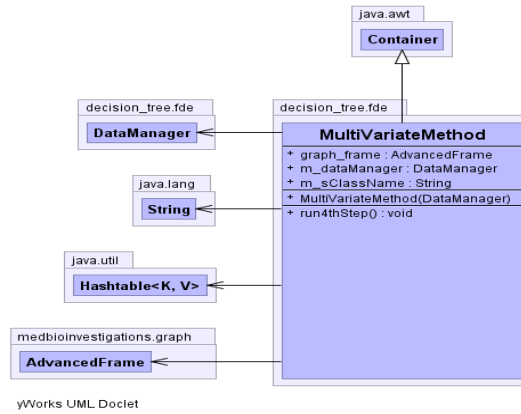 java.awt
Container
decision_tree.fde
DataManager
decision_tree.fde
MultiVariateMethod
+ graph_frame : AdvancedFrame
+ m_dataManager : DataManager
+ m_sClassName : String
+ MultiVariateMethod(DataManager)
+ run4thStep() : void
java.lang
String
java.util
Hashtable<K, V>
medbioinvestigations.graph
AdvancedFrame
yWorks UML Doclet